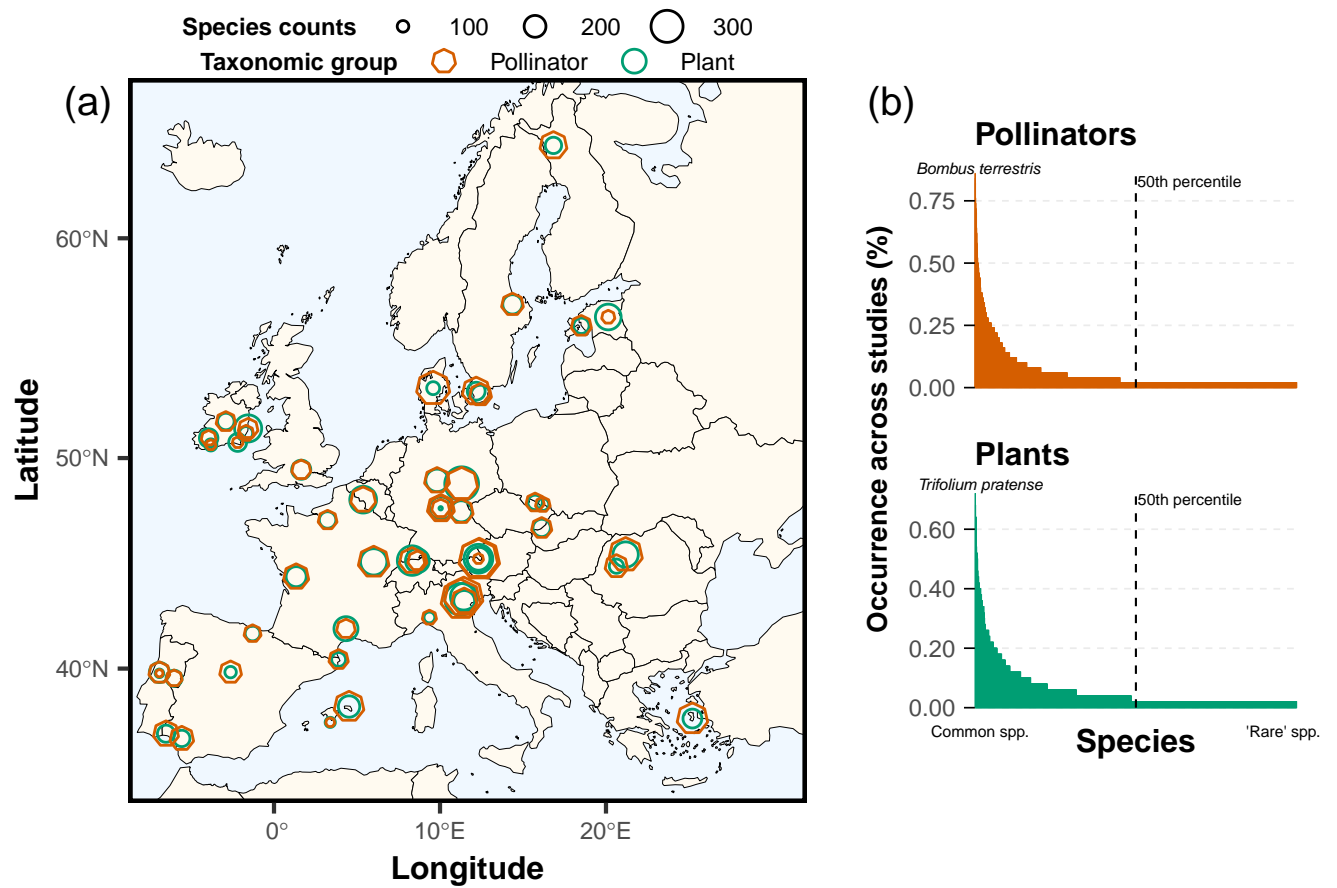 Species counts 100 200 300
Taxonomic group Pollinator Plant
(a)
60°N
50°N
40°N
Latitude
0° 10°E 20°E
Longitude
(b)
Pollinators
Bombus terrestris
50th percentile
0.75
0.50
0.25
0.00
Occurrence across studies (%)
Plants
Trifolium pratense
50th percentile
0.60
0.40
0.20
0.00
Common spp. 'Rare' spp.
Species